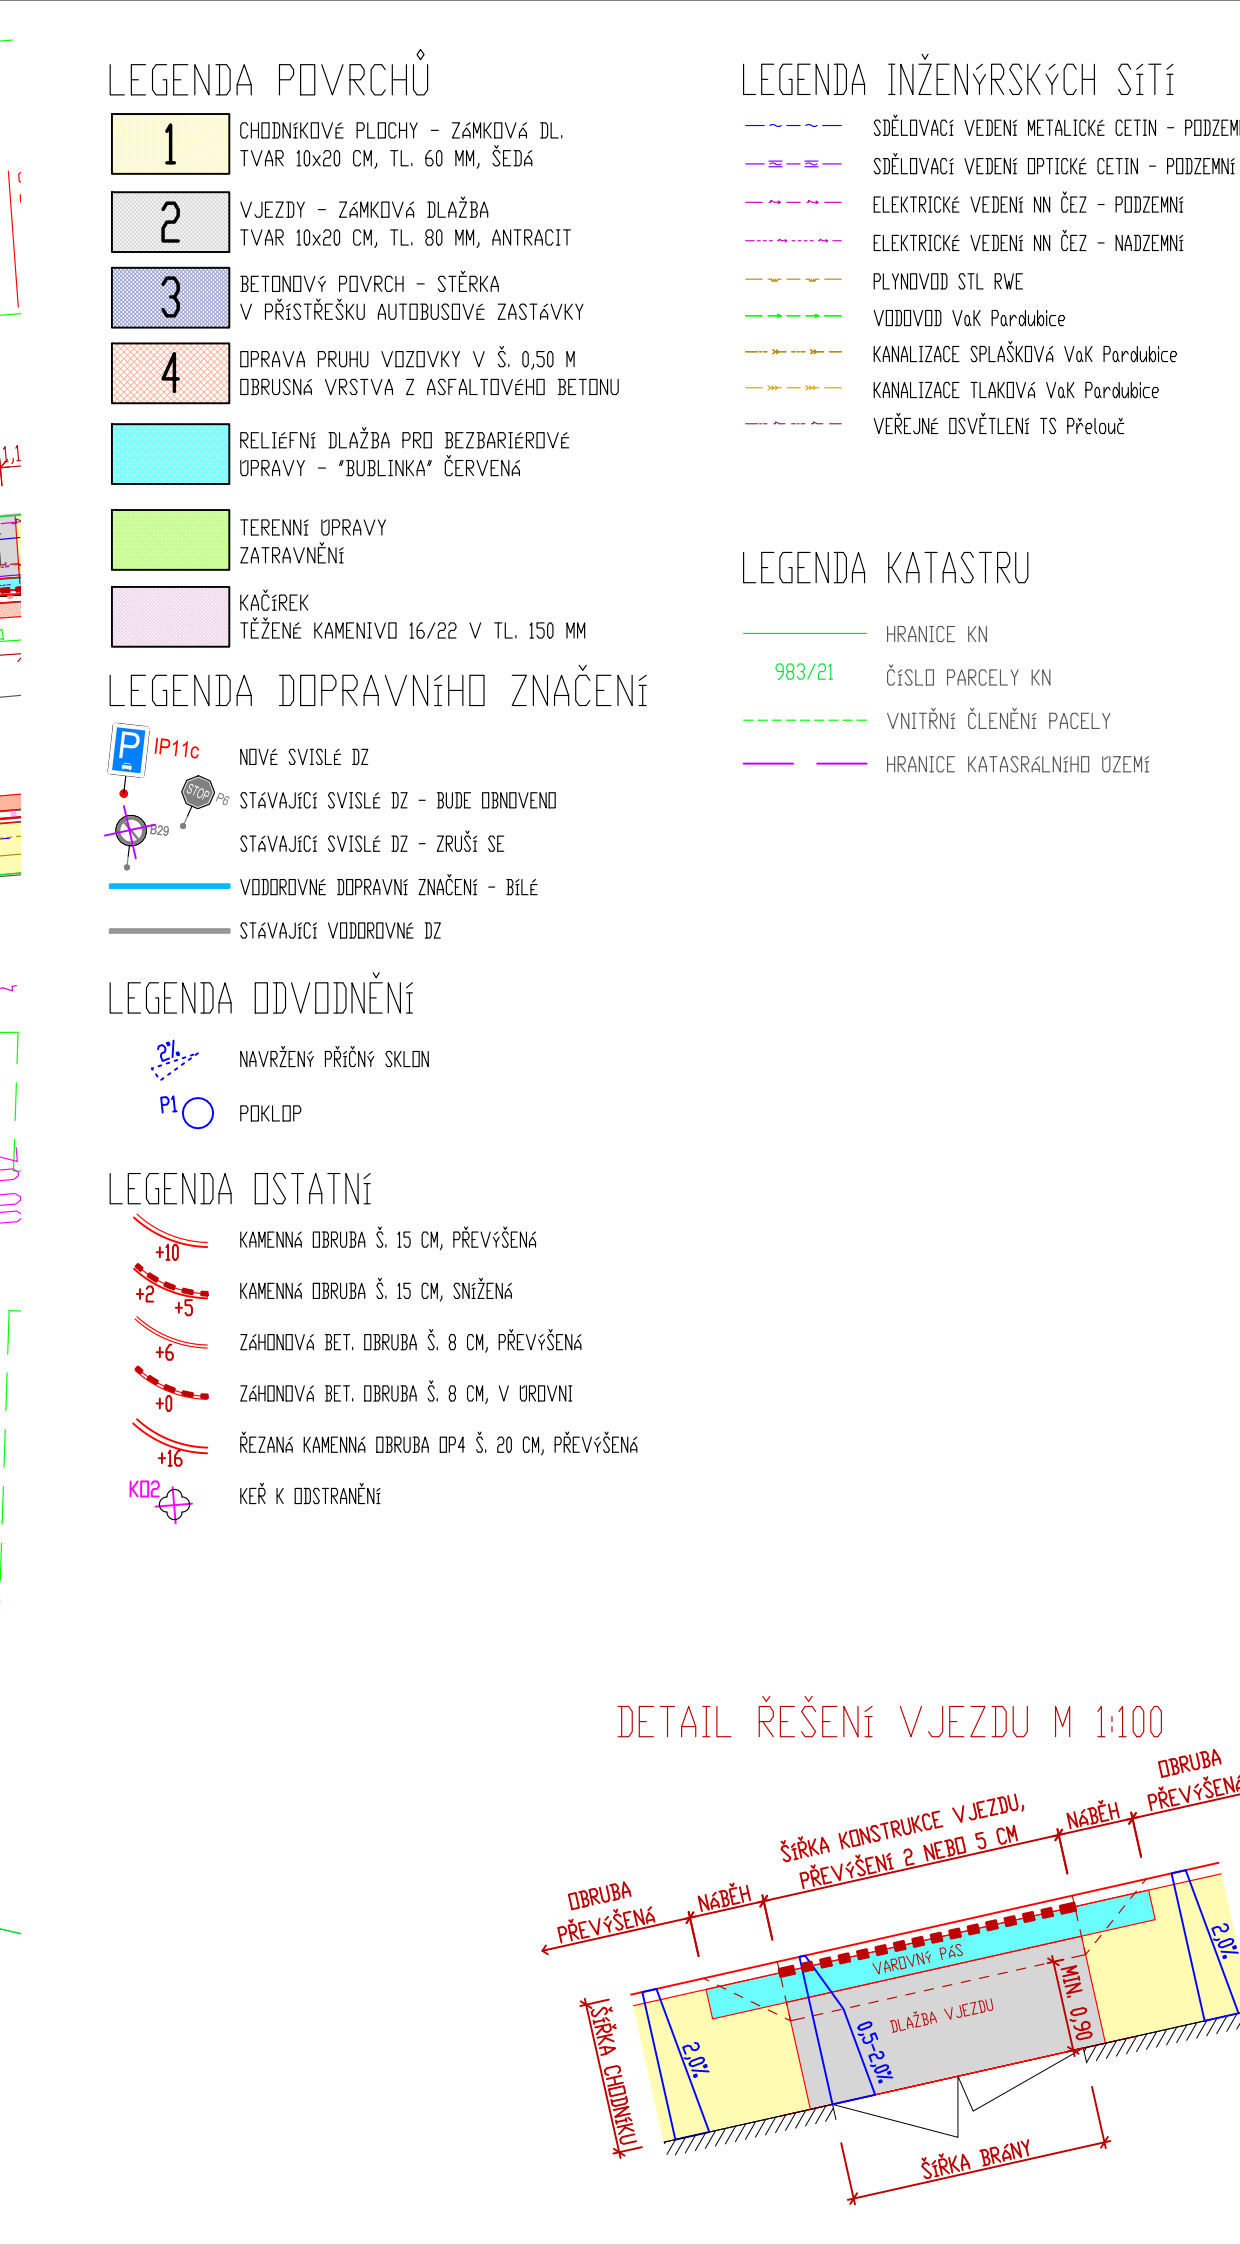 LEGENDA POVRCHŮ
1
CHODNÍKOVÉ PLOCHY - ZÁMKOVÁ DL.
TVAR 10x20 CM, TL. 60 MM, ŠEDÁ
2
VJEZDY - ZÁMKOVÁ DLAŽBA
TVAR 10x20 CM, TL. 80 MM, ANTRACIT
3
BETONOVÝ POVRCH - STĚRKA
V PŘÍSTŘEŠKU AUTOBUSOVÉ ZASTÁVKY
4
OPRAVA PRUHU VOZOVKY V Š. 0,50 M
OBRUSNÁ VRSTVA Z ASFALTOVÉHO BETONU
RELIÉFNÍ DLAŽBA PRO BEZBARIÉROVÉ
ÚPRAVY - "BUBLINKA" ČERVENÁ
TERENNÍ ÚPRAVY
ZATRAVNĚNÍ
KAČÍREK
TĚŽENÉ KAMENIVO 16/22 V TL. 150 MM
LEGENDA DOPRAVNÍHO ZNAČENÍ
P
IP11c
NOVÉ SVISLÉ DZ
STOP
P6
STÁVAJÍCÍ SVISLÉ DZ - BUDE OBNOVENO
B29
STÁVAJÍCÍ SVISLÉ DZ - ZRUŠÍ SE
VODOROVNÉ DOPRAVNÍ ZNAČENÍ - BÍLÉ
STÁVAJÍCÍ VODOROVNÉ DZ
LEGENDA ODVODNĚNÍ
2%
NAVRŽENÝ PŘÍČNÝ SKLON
P1
POKLOP
LEGENDA OSTATNÍ
+10
KAMENNÁ OBRUBA Š. 15 CM, PŘEVÝŠENÁ
+2
+5
KAMENNÁ OBRUBA Š. 15 CM, SNÍŽENÁ
+6
ZÁHONOVÁ BET. OBRUBA Š. 8 CM, PŘEVÝŠENÁ
+0
ZÁHONOVÁ BET. OBRUBA Š. 8 CM, V ÚROVNI
+16
ŘEZANÁ KAMENNÁ OBRUBA OP4 Š. 20 CM, PŘEVÝŠENÁ
KO2
KEŘ K ODSTRANĚNÍ
LEGENDA INŽENÝRSKÝCH SÍTÍ
SDĚLOVACÍ VEDENÍ METALICKÉ CETIN - PODZEM
SDĚLOVACÍ VEDENÍ OPTICKÉ CETIN - PODZEMNÍ
ELEKTRICKÉ VEDENÍ NN ČEZ - PODZEMNÍ
ELEKTRICKÉ VEDENÍ NN ČEZ - NADZEMNÍ
PLYNOVOD STL RWE
VODOVOD VaK Pardubice
KANALIZACE SPLAŠKOVÁ VaK Pardubice
KANALIZACE TLAKOVÁ VaK Pardubice
VEŘEJNÉ OSVĚTLENÍ TS Přelouč
LEGENDA KATASTRU
HRANICE KN
983/21
ČÍSLO PARCELY KN
VNITŘNÍ ČLENĚNÍ PACELY
HRANICE KATASRÁLNÍHO ÚZEMÍ
1,1
DETAIL ŘEŠENÍ VJEZDU M 1:100
OBRUBA
PŘEVÝŠENÁ
NÁBĚH
ŠÍŘKA KONSTRUKCE VJEZDU,
PŘEVÝŠENÍ 2 NEBO 5 CM
NÁBĚH
OBRUBA
PŘEVÝŠENÁ
VAROVNÝ PÁS
DLAŽBA VJEZDU
MIN. 0,90
2,0%
0,5-2,0%
2,0%
ŠÍŘKA CHODNÍKU
ŠÍŘKA BRÁNY